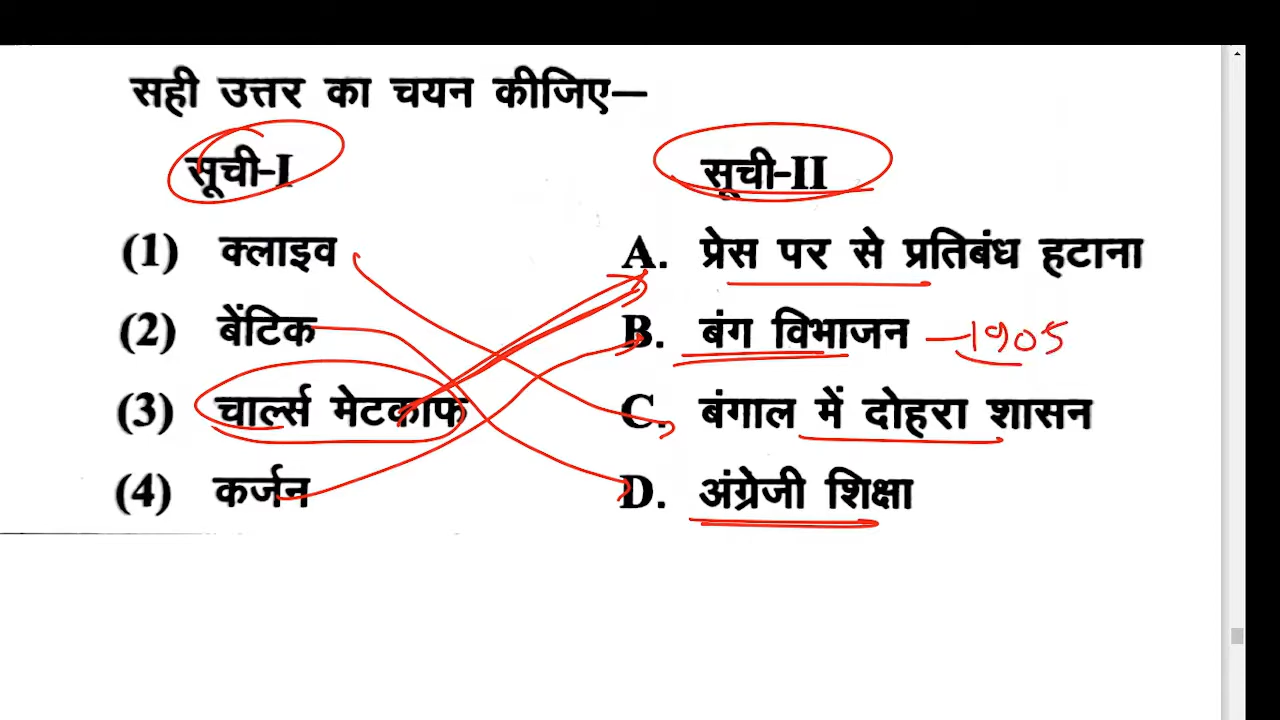 सही उत्तर का चयन कीजिए—
सूची-I सूची-II
(1) क्लाइव A. प्रेस पर से प्रतिबंध हटाना
(2) बेंटिक B. बंग विभाजन – 1905
(3) चार्ल्स मेटकाफ C. बंगाल में दोहरा शासन
(4) कर्जन D. अंग्रेजी शिक्षा